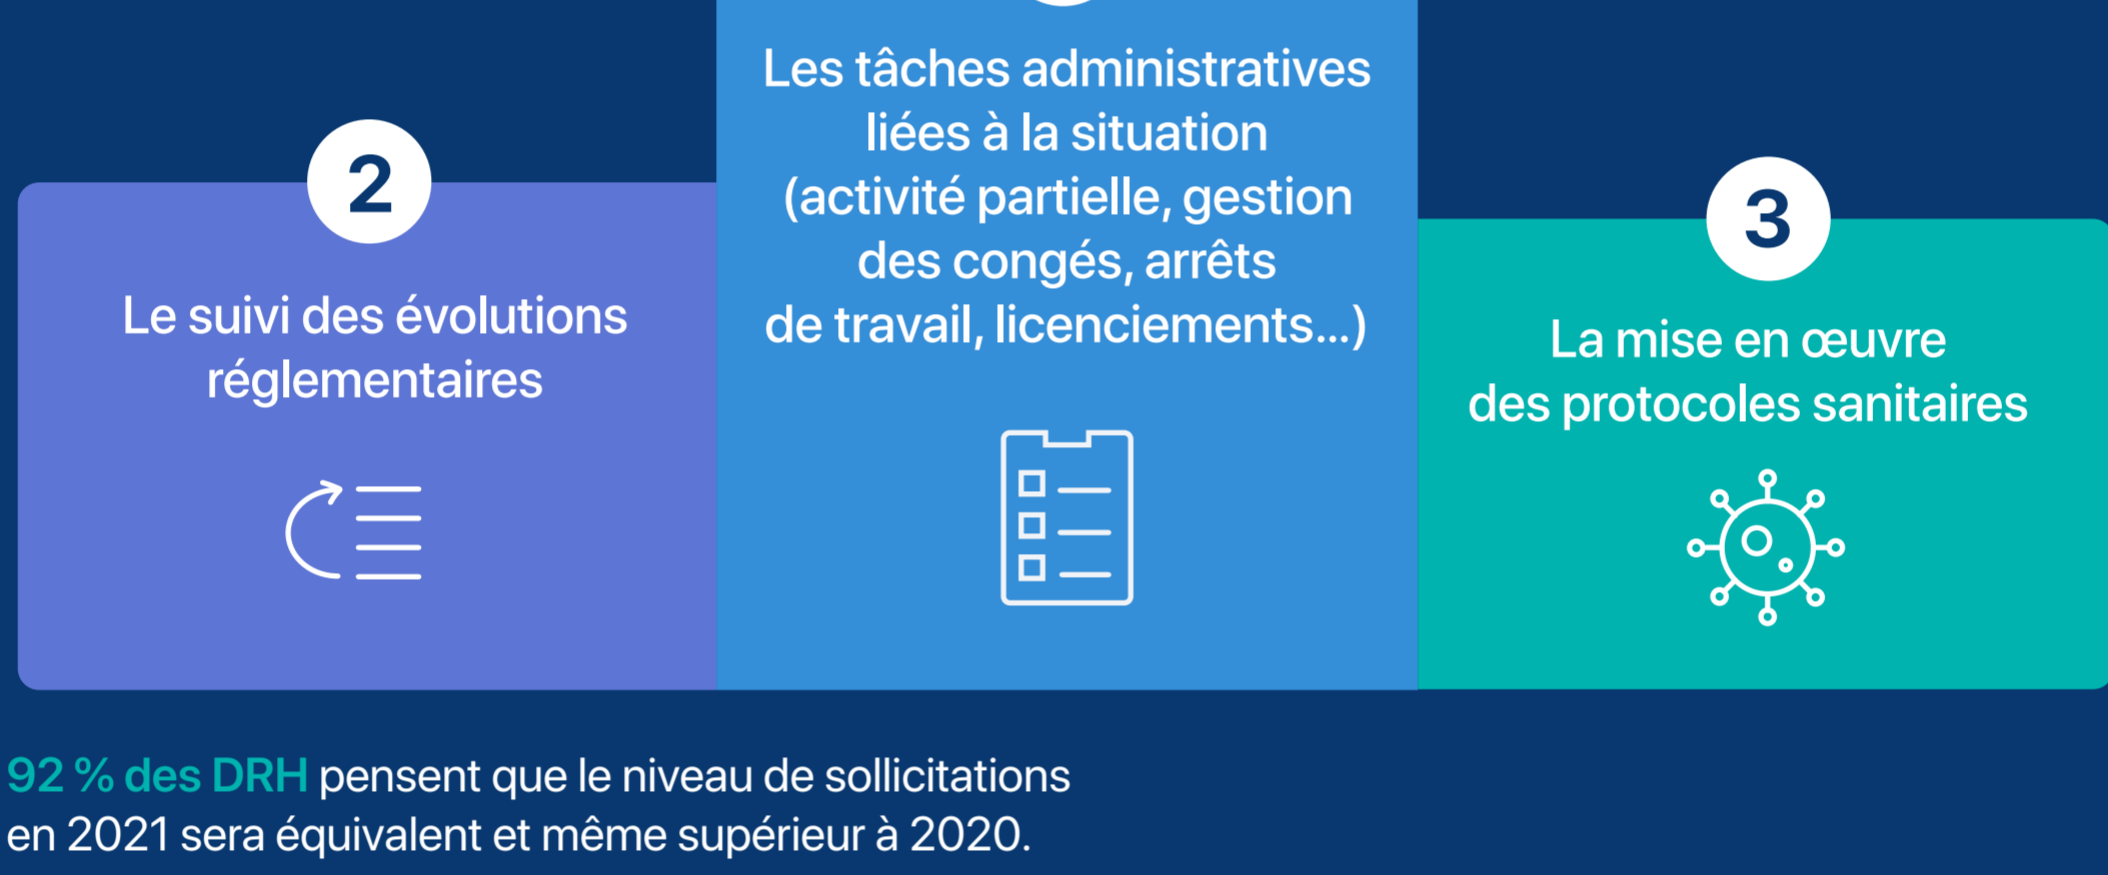 2
Le suivi des évolutions
réglementaires
Les tâches administratives
liées à la situation
(activité partielle, gestion
des congés, arrêts
de travail, licenciements...)
3
La mise en œuvre
des protocoles sanitaires
92 % des DRH pensent que le niveau de sollicitations
en 2021 sera équivalent et même supérieur à 2020.